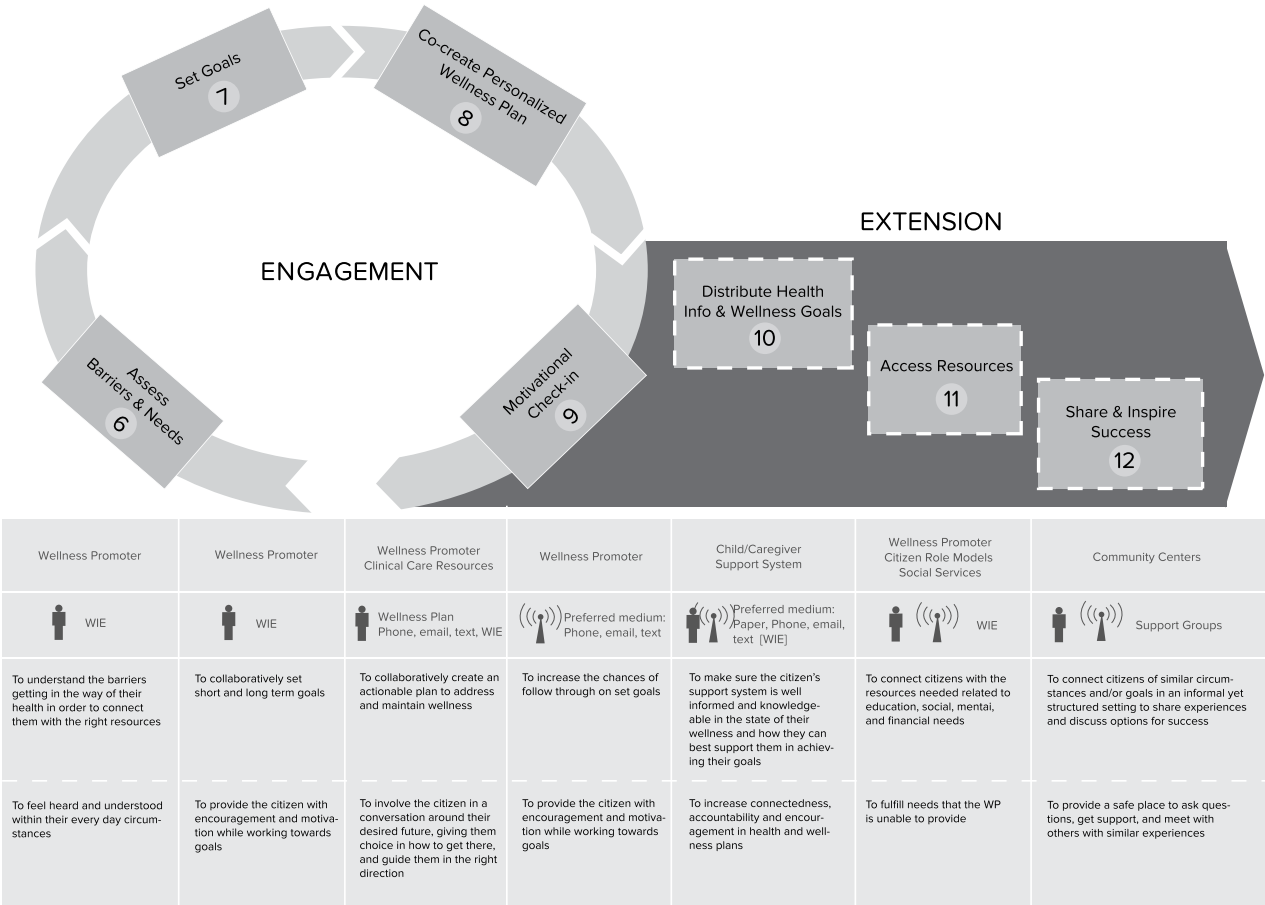 Set Goals
7
Co-create Personalized
Wellness Plan
8
ENGAGEMENT
Assess
Barriers & Needs
6
Motivational
Check-in
9
EXTENSION
Distribute Health
Info & Wellness Goals
10
Access Resources
11
Share & Inspire
Success
12
Wellness Promoter
Wellness Promoter
Wellness Promoter
Clinical Care Resources
Wellness Promoter
Child/Caregiver
Support System
Wellness Promoter
Citizen Role Models
Social Services
Community Centers
WIE
WIE
Wellness Plan
Phone, email, text, WIE
Preferred medium:
Phone, email, text
Preferred medium:
Paper, Phone, email,
text [WIE]
WIE
Support Groups
To understand the barriers
getting in the way of their
health in order to connect
them with the right resources
To collaboratively set
short and long term goals
To collaboratively create an
actionable plan to address
and maintain wellness
To increase the chances of
follow through on set goals
To make sure the citizen's
support system is well
informed and knowledge-
able in the state of their
wellness and how they can
best support them in achiev-
ing their goals
To connect citizens with the
resources needed related to
education, social, mentai,
and financial needs
To connect citizens of similar circum-
stances and/or goals in an informal yet
structured setting to share experiences
and discuss options for success
To feel heard and understood
within their every day circum-
stances
To provide the citizen with
encouragement and motiva-
tion while working towards
goals
To involve the citizen in a
conversation around their
desired future, giving them
choice in how to get there,
and guide them in the right
direction
To provide the citizen with
encouragement and motiva-
tion while working towards
goals
To increase connectedness,
accountability and encour-
agement in health and well-
ness plans
To fulfill needs that the WP
is unable to provide
To provide a safe place to ask ques-
tions, get support, and meet with
others with similar experiences